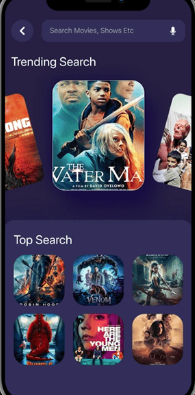 Search Movies, Shows Etc
Trending Search
ONG
THE
WATER MA
A FILM BY DAVID OYELOWO
Top Search
ROBIN HOOD
VENOM
HERE
ARE
THE
YOUNG
MEN